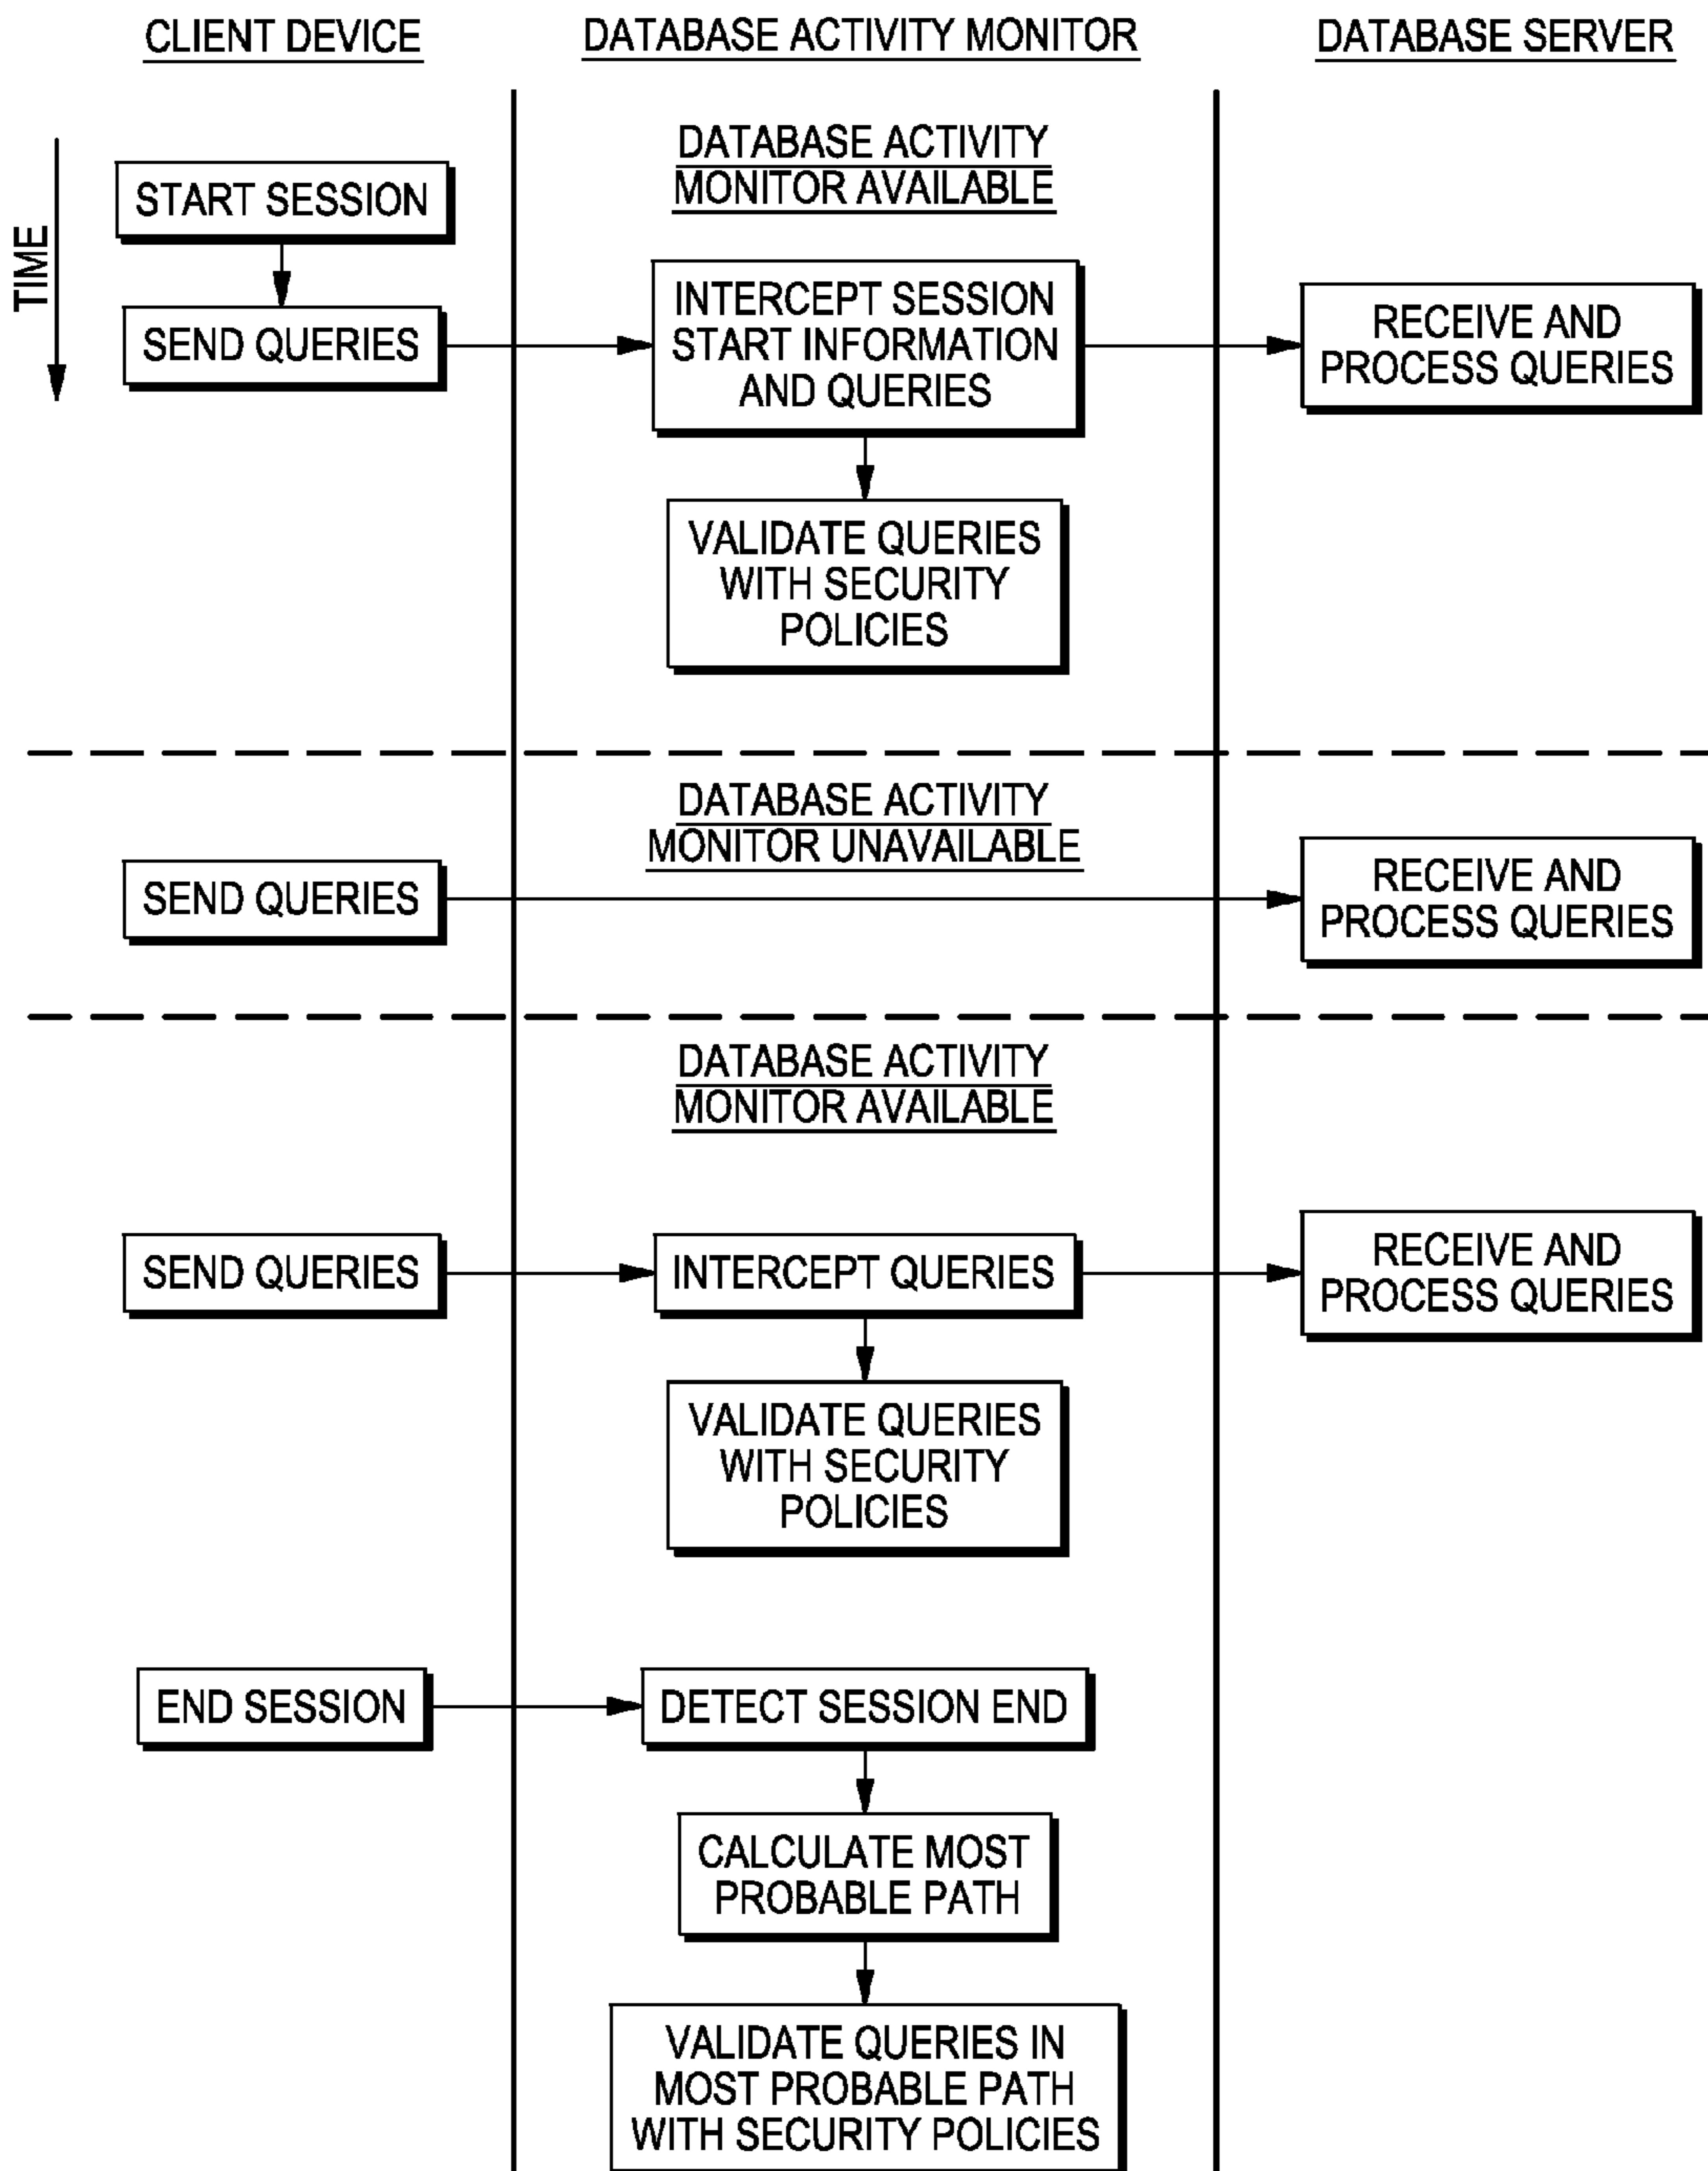 CLIENT DEVICE
DATABASE ACTIVITY MONITOR
DATABASE SERVER
TIME
DATABASE ACTIVITY
MONITOR AVAILABLE
START SESSION
SEND QUERIES
INTERCEPT SESSION
START INFORMATION
AND QUERIES
RECEIVE AND
PROCESS QUERIES
VALIDATE QUERIES
WITH SECURITY
POLICIES
DATABASE ACTIVITY
MONITOR UNAVAILABLE
SEND QUERIES
RECEIVE AND
PROCESS QUERIES
DATABASE ACTIVITY
MONITOR AVAILABLE
SEND QUERIES
INTERCEPT QUERIES
RECEIVE AND
PROCESS QUERIES
VALIDATE QUERIES
WITH SECURITY
POLICIES
END SESSION
DETECT SESSION END
CALCULATE MOST
PROBABLE PATH
VALIDATE QUERIES IN
MOST PROBABLE PATH
WITH SECURITY POLICIES